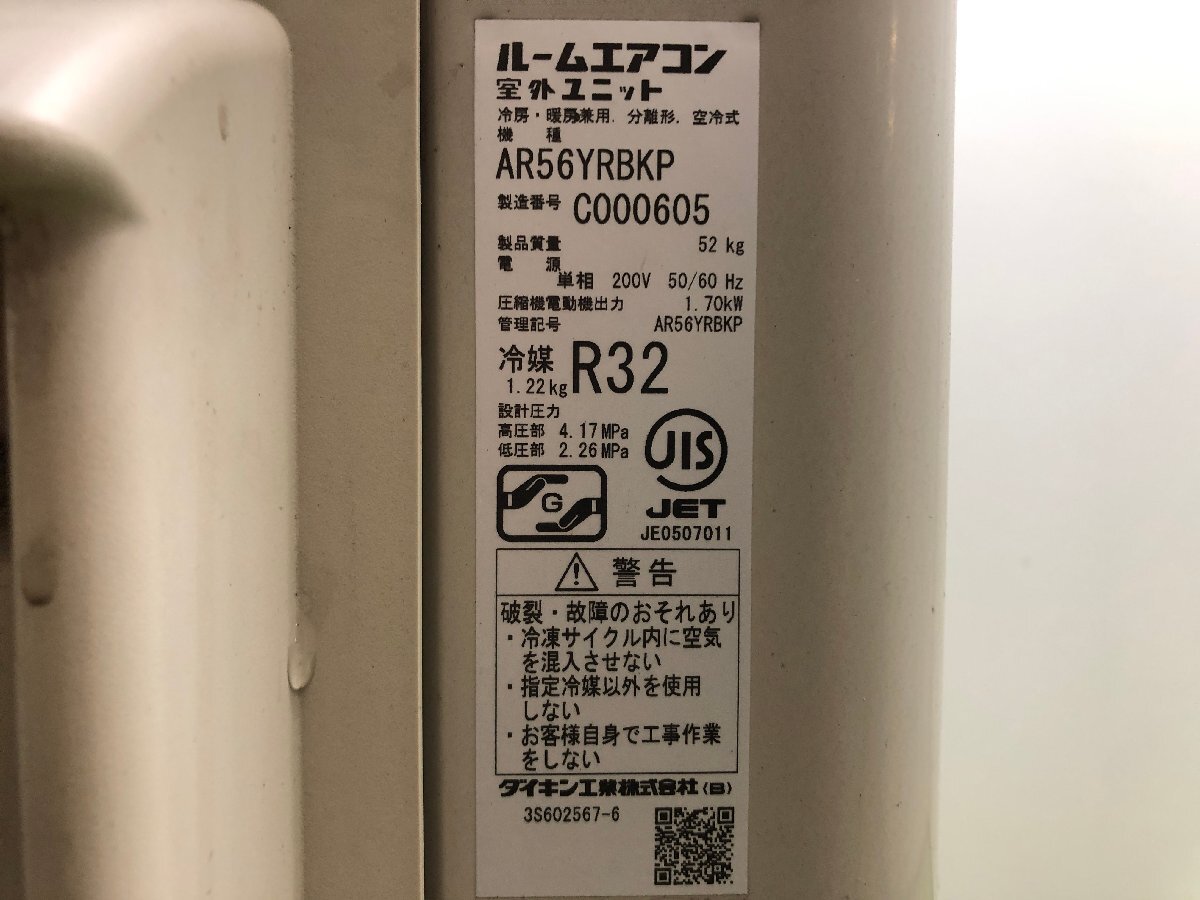 ルームエアコン
室外ユニット
冷房・暖房兼用．分離形．空冷式
機　種
AR56YRBKP
製造番号 C000605
製品質量 52 kg
電　源
単相 200V 50/60 Hz
圧縮機電動機出力 1.70kW
管理記号 AR56YRBKP
冷媒 R32
1.22kg
設計圧力
高圧部 4.17MPa
低圧部 2.26MPa
JIS
G
JET
JE0507011
警告
破裂・故障のおそれあり
・冷凍サイクル内に空気
を混入させない
・指定冷媒以外を使用
しない
・お客様自身で工事作業
をしない
ダイキン工業株式会社（B）
3S602567-6